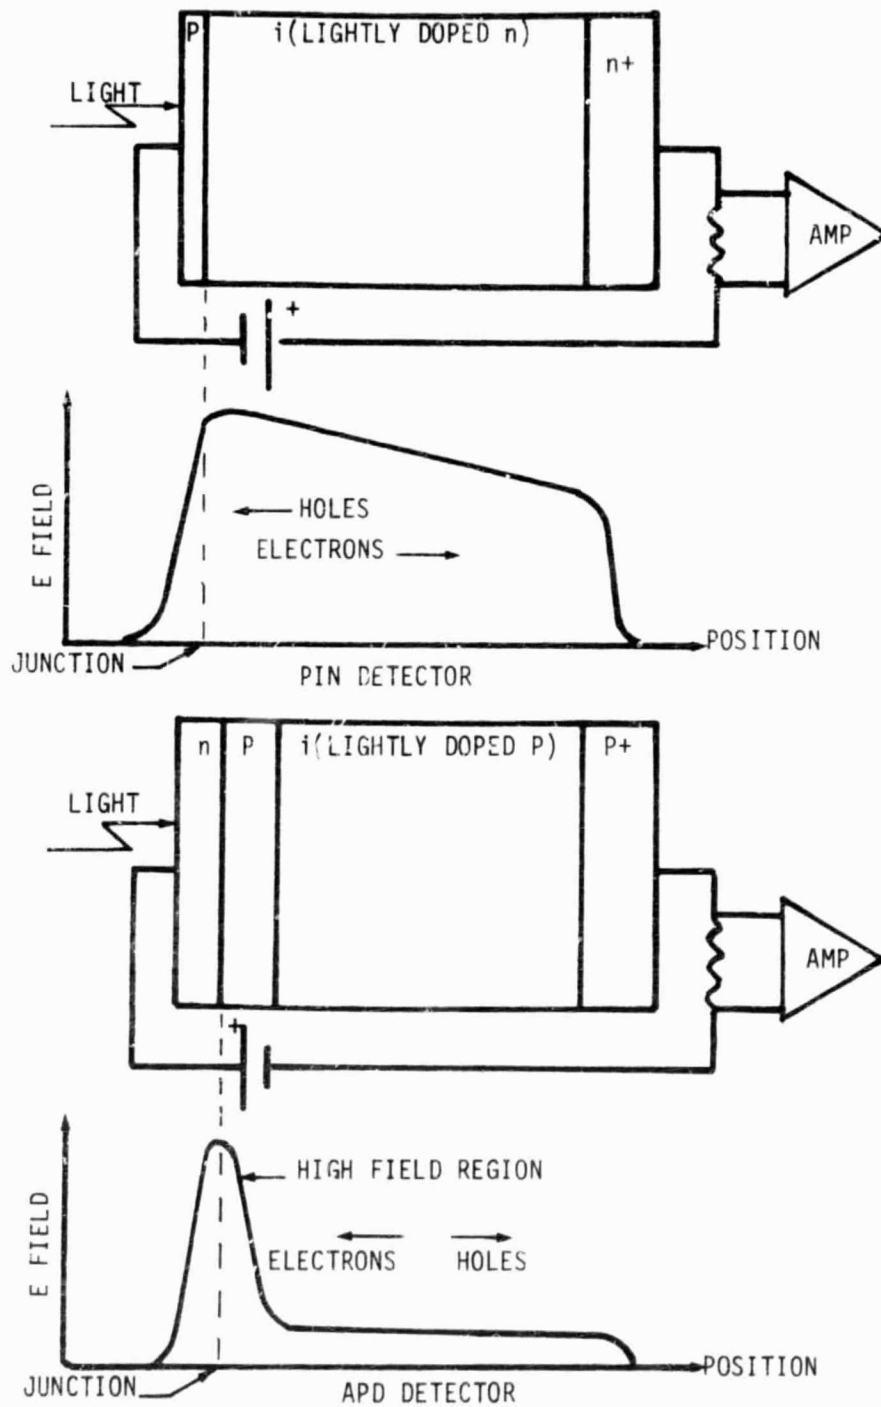 P i(LIGHTLY DOPED n)
n+
LIGHT
AMP
+
E FIELD
HOLES
ELECTRONS
POSITION
JUNCTION
PIN DETECTOR
n P i(LIGHTLY DOPED P) P+
LIGHT
AMP
+
E FIELD
HIGH FIELD REGION
ELECTRONS HOLES
POSITION
JUNCTION
APD DETECTOR